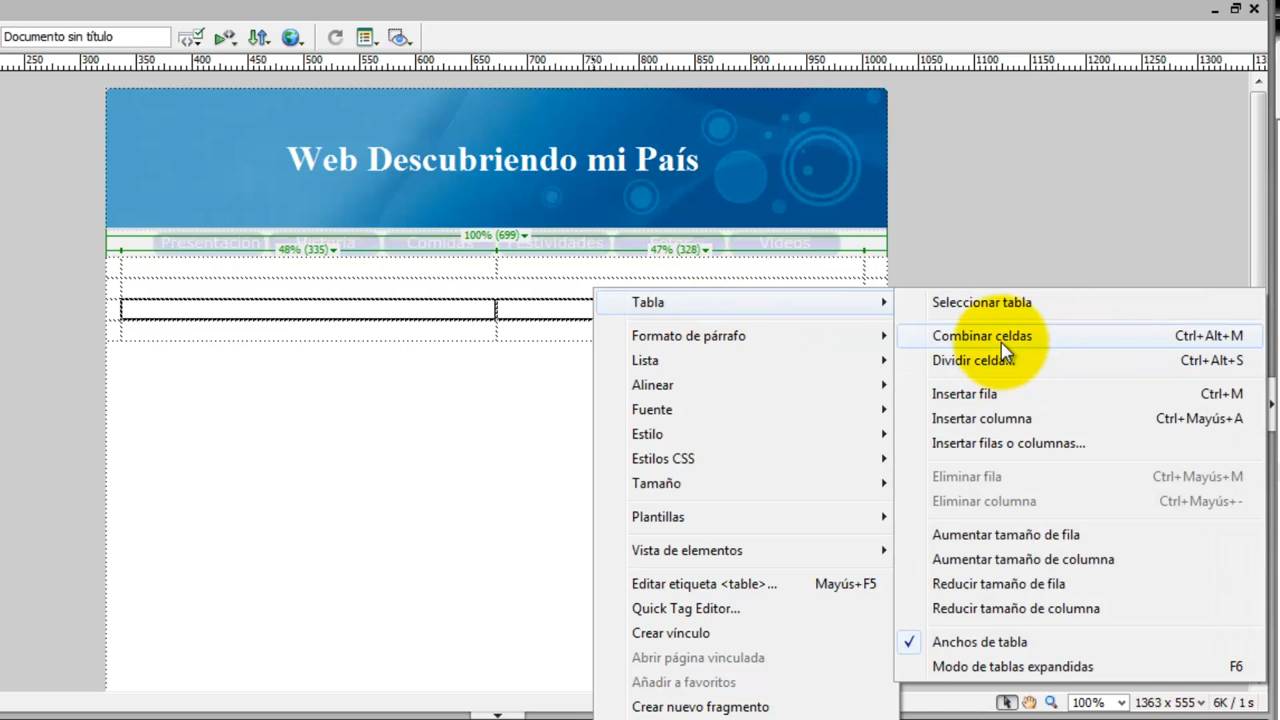 Documento sin título
250 300 350 400 450 500 550 600 650 700 750 800 850 900 950 1000 1050 1100 1150 1200 1250 1300
Web Descubriendo mi País
100% (699)
Presentación Comidas Festividades Videos
48% (335) 47% (328)
Tabla
Formato de párrafo
Lista
Alinear
Fuente
Estilo
Estilos CSS
Tamaño
Plantillas
Vista de elementos
Editar etiqueta <table>... Mayús+F5
Quick Tag Editor...
Crear vínculo
Abrir página vinculada
Añadir a favoritos
Crear nuevo fragmento
Seleccionar tabla
Combinar celdas Ctrl+Alt+M
Dividir celda... Ctrl+Alt+S
Insertar fila Ctrl+M
Insertar columna Ctrl+Mayús+A
Insertar filas o columnas...
Eliminar fila Ctrl+Mayús+M
Eliminar columna Ctrl+Mayús+-
Aumentar tamaño de fila
Aumentar tamaño de columna
Reducir tamaño de fila
Reducir tamaño de columna
Anchos de tabla
Modo de tablas expandidas F6
100% 1363 x 555 6K / 1 s